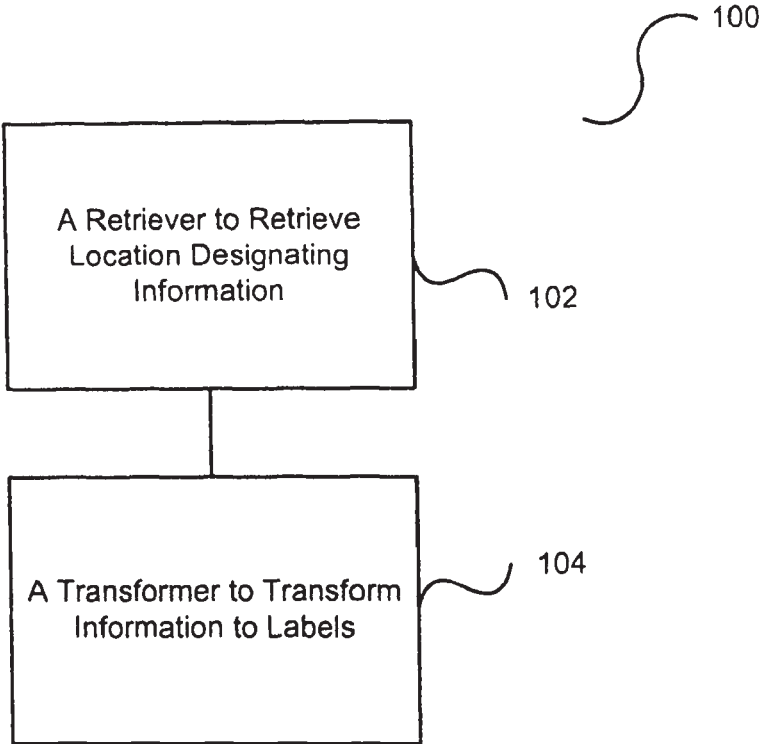 100
A Retriever to Retrieve
Location Designating
Information
102
104
A Transformer to Transform
Information to Labels